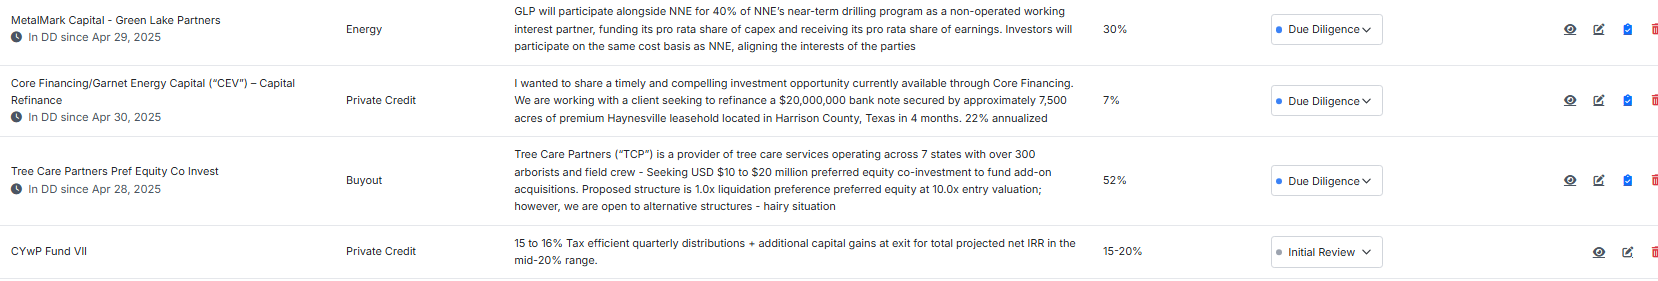 MetalMark Capital - Green Lake Partners
In DD since Apr 29, 2025
Energy
GLP will participate alongside NNE for 40% of NNE's near-term drilling program as a non-operated working
interest partner, funding its pro rata share of capex and receiving its pro rata share of earnings. Investors will
participate on the same cost basis as NNE, aligning the interests of the parties
30%
Due Diligence
Core Financing/Garnet Energy Capital (“CEV”) – Capital
Refinance
In DD since Apr 30, 2025
Private Credit
I wanted to share a timely and compelling investment opportunity currently available through Core Financing.
We are working with a client seeking to refinance a $20,000,000 bank note secured by approximately 7,500
acres of premium Haynesville leasehold located in Harrison County, Texas in 4 months. 22% annualized
7%
Due Diligence
Tree Care Partners Pref Equity Co Invest
In DD since Apr 28, 2025
Buyout
Tree Care Partners (“TCP”) is a provider of tree care services operating across 7 states with over 300
arborists and field crew - Seeking USD $10 to $20 million preferred equity co-investment to fund add-on
acquisitions. Proposed structure is 1.0x liquidation preference preferred equity at 10.0x entry valuation;
however, we are open to alternative structures - hairy situation
52%
Due Diligence
CYwP Fund VII
Private Credit
15 to 16% Tax efficient quarterly distributions + additional capital gains at exit for total projected net IRR in the
mid-20% range.
15-20%
Initial Review